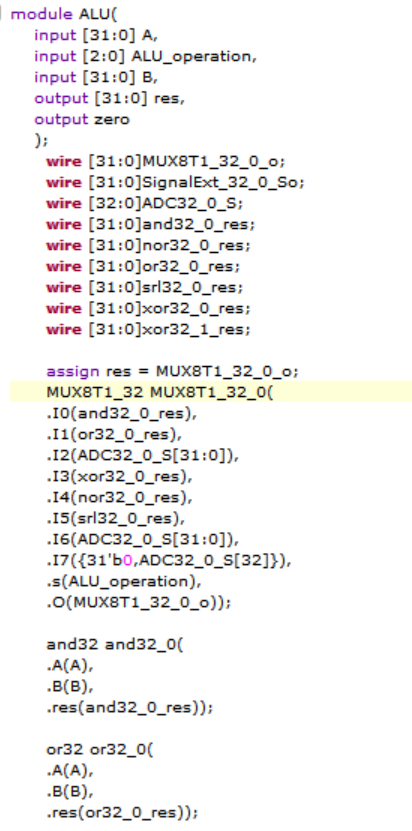 module ALU(
input [31:0] A,
input [2:0] ALU_operation,
input [31:0] B,
output [31:0] res,
output zero
);
wire [31:0]MUX8T1_32_0_o;
wire [31:0]SignalExt_32_0_So;
wire [32:0]ADC32_0_S;
wire [31:0]and32_0_res;
wire [31:0]nor32_0_res;
wire [31:0]or32_0_res;
wire [31:0]srl32_0_res;
wire [31:0]xor32_0_res;
wire [31:0]xor32_1_res;
assign res = MUX8T1_32_0_o;
MUX8T1_32 MUX8T1_32_0(
.I0(and32_0_res),
.I1(or32_0_res),
.I2(ADC32_0_S[31:0]),
.I3(xor32_0_res),
.I4(nor32_0_res),
.I5(srl32_0_res),
.I6(ADC32_0_S[31:0]),
.I7({31'b0,ADC32_0_S[32]}),
.s(ALU_operation),
.O(MUX8T1_32_0_o));
and32 and32_0(
.A(A),
.B(B),
.res(and32_0_res));
or32 or32_0(
.A(A),
.B(B),
.res(or32_0_res));